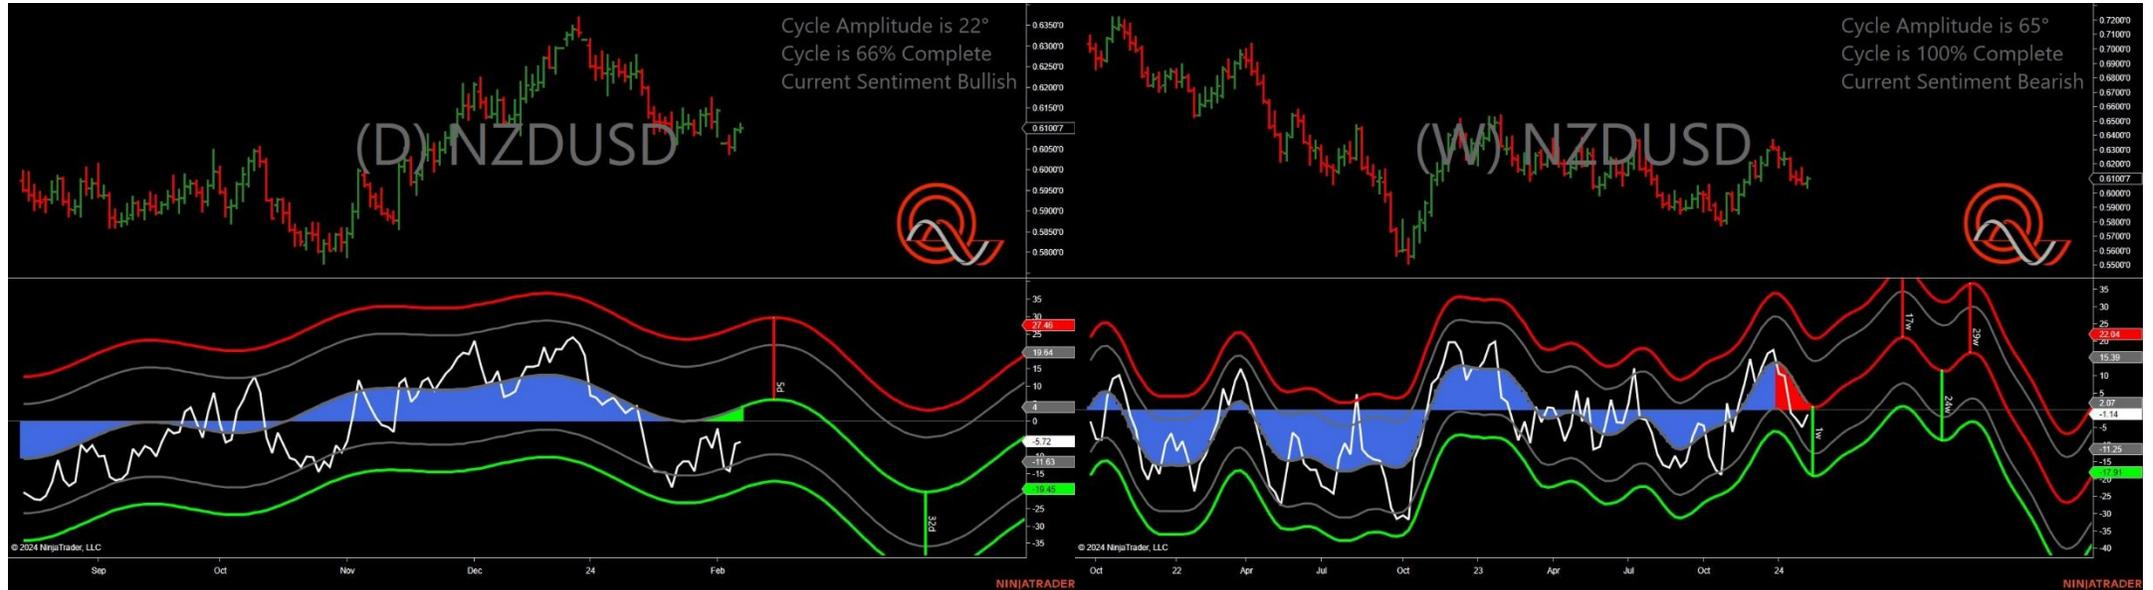 Cycle Amplitude is 22°
Cycle is 66% Complete
Current Sentiment Bullish
(D) NZDUSD
0.6350'0
0.6300'0
0.6250'0
0.6200'0
0.6150'0
0.6100'7
0.6050'0
0.6000'0
0.5950'0
0.5900'0
0.5850'0
0.5800'0
35
30
27.46
25
19.64
15
10
5
4
0
-5.72
-11.63
-15
-19.45
-25
-30
-35
5d
32d
© 2024 NinjaTrader, LLC
Sep
Oct
Nov
Dec
24
Feb
NINJATRADER
Cycle Amplitude is 65°
Cycle is 100% Complete
Current Sentiment Bearish
(W) NZDUSD
0.7200'0
0.7100'0
0.7000'0
0.6900'0
0.6800'0
0.6700'0
0.6600'0
0.6500'0
0.6400'0
0.6300'0
0.6200'0
0.6100'7
0.6000'0
0.5900'0
0.5800'0
0.5700'0
0.5600'0
0.5500'0
35
30
25
22.04
20
15.39
10
5
2.07
-1.14
-5
-11.25
-15
-17.91
-20
-25
-30
-35
-40
17w
29w
24w
1w
© 2024 NinjaTrader, LLC
Oct
22
Apr
Jul
Oct
23
Apr
Jul
Oct
24
NINJATRADER